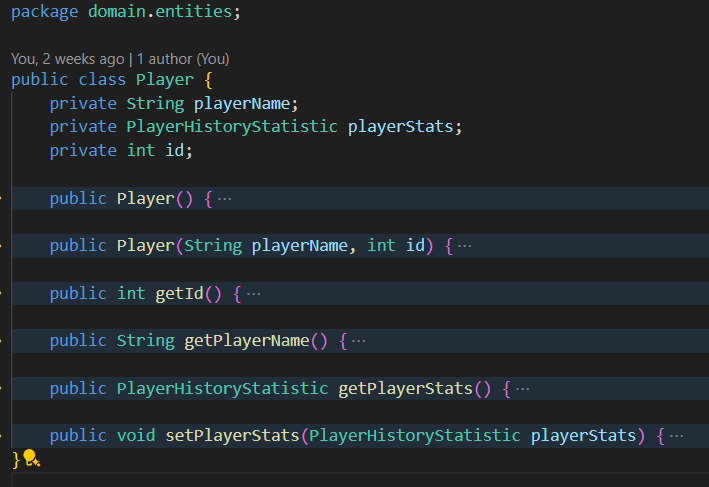 package domain.entities;
You, 2 weeks ago | 1 author (You)
public class Player {
    private String playerName;
    private PlayerHistoryStatistic playerStats;
    private int id;
    public Player() { ···
    public Player(String playerName, int id) { ···
    public int getId() { ···
    public String getPlayerName() { ···
    public PlayerHistoryStatistic getPlayerStats() { ···
    public void setPlayerStats(PlayerHistoryStatistic playerStats) { ···
}